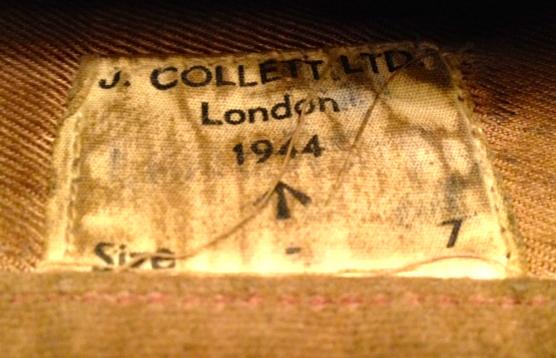 J. COLLETT LTD
London
1944
Size - 7